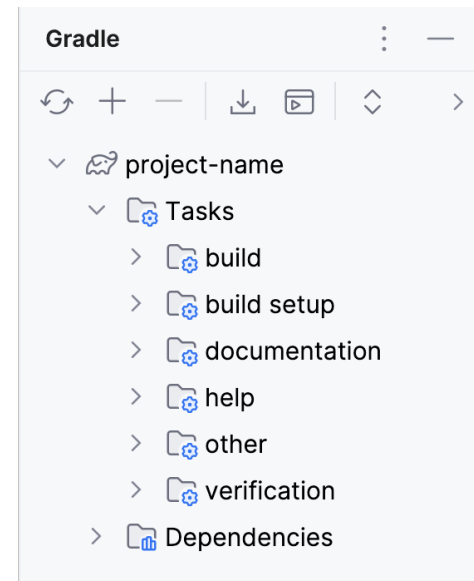 Gradle
project-name
Tasks
build
build setup
documentation
help
other
verification
Dependencies